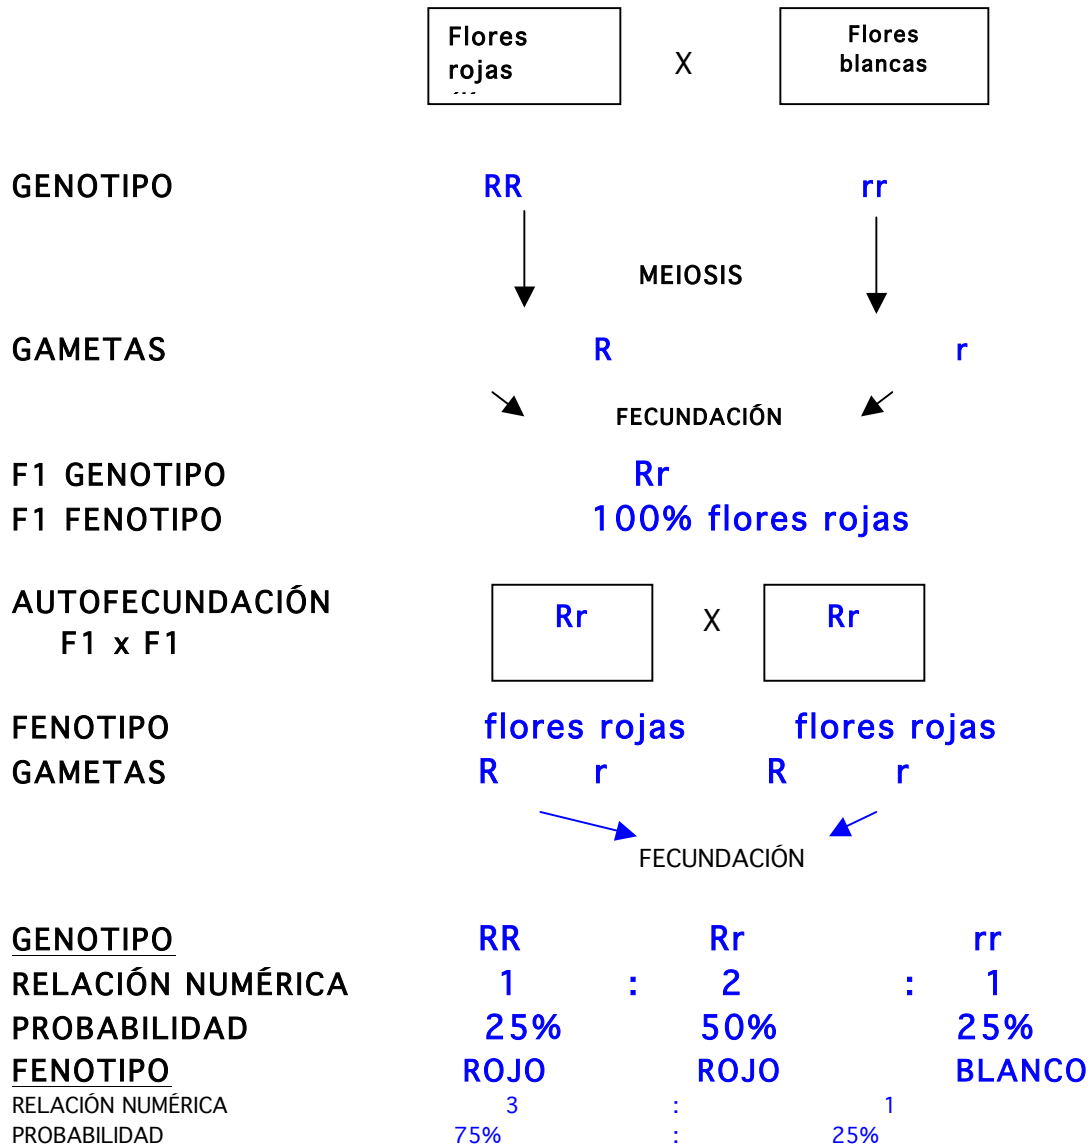 Flores rojas X Flores blancas
GENOTIPO RR rr
MEIOSIS
GAMETAS R r
FECUNDACIÓN
F1 GENOTIPO Rr
F1 FENOTIPO 100% flores rojas
AUTOFECUNDACIÓN Rr X Rr
F1 x F1
FENOTIPO flores rojas flores rojas
GAMETAS R r R r
FECUNDACIÓN
GENOTIPO RR Rr rr
RELACIÓN NUMÉRICA 1 : 2 : 1
PROBABILIDAD 25% 50% 25%
FENOTIPO ROJO ROJO BLANCO
RELACIÓN NUMÉRICA 3 : 1
PROBABILIDAD 75% : 25%